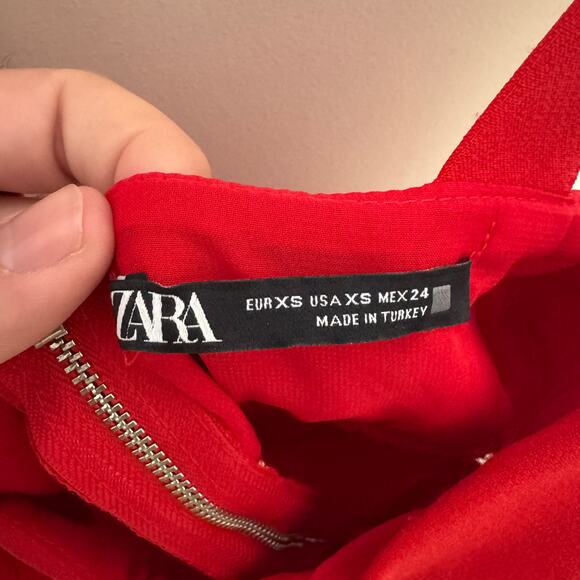 ZARA
EUR XS USA XS MEX 24
MADE IN TURKEY